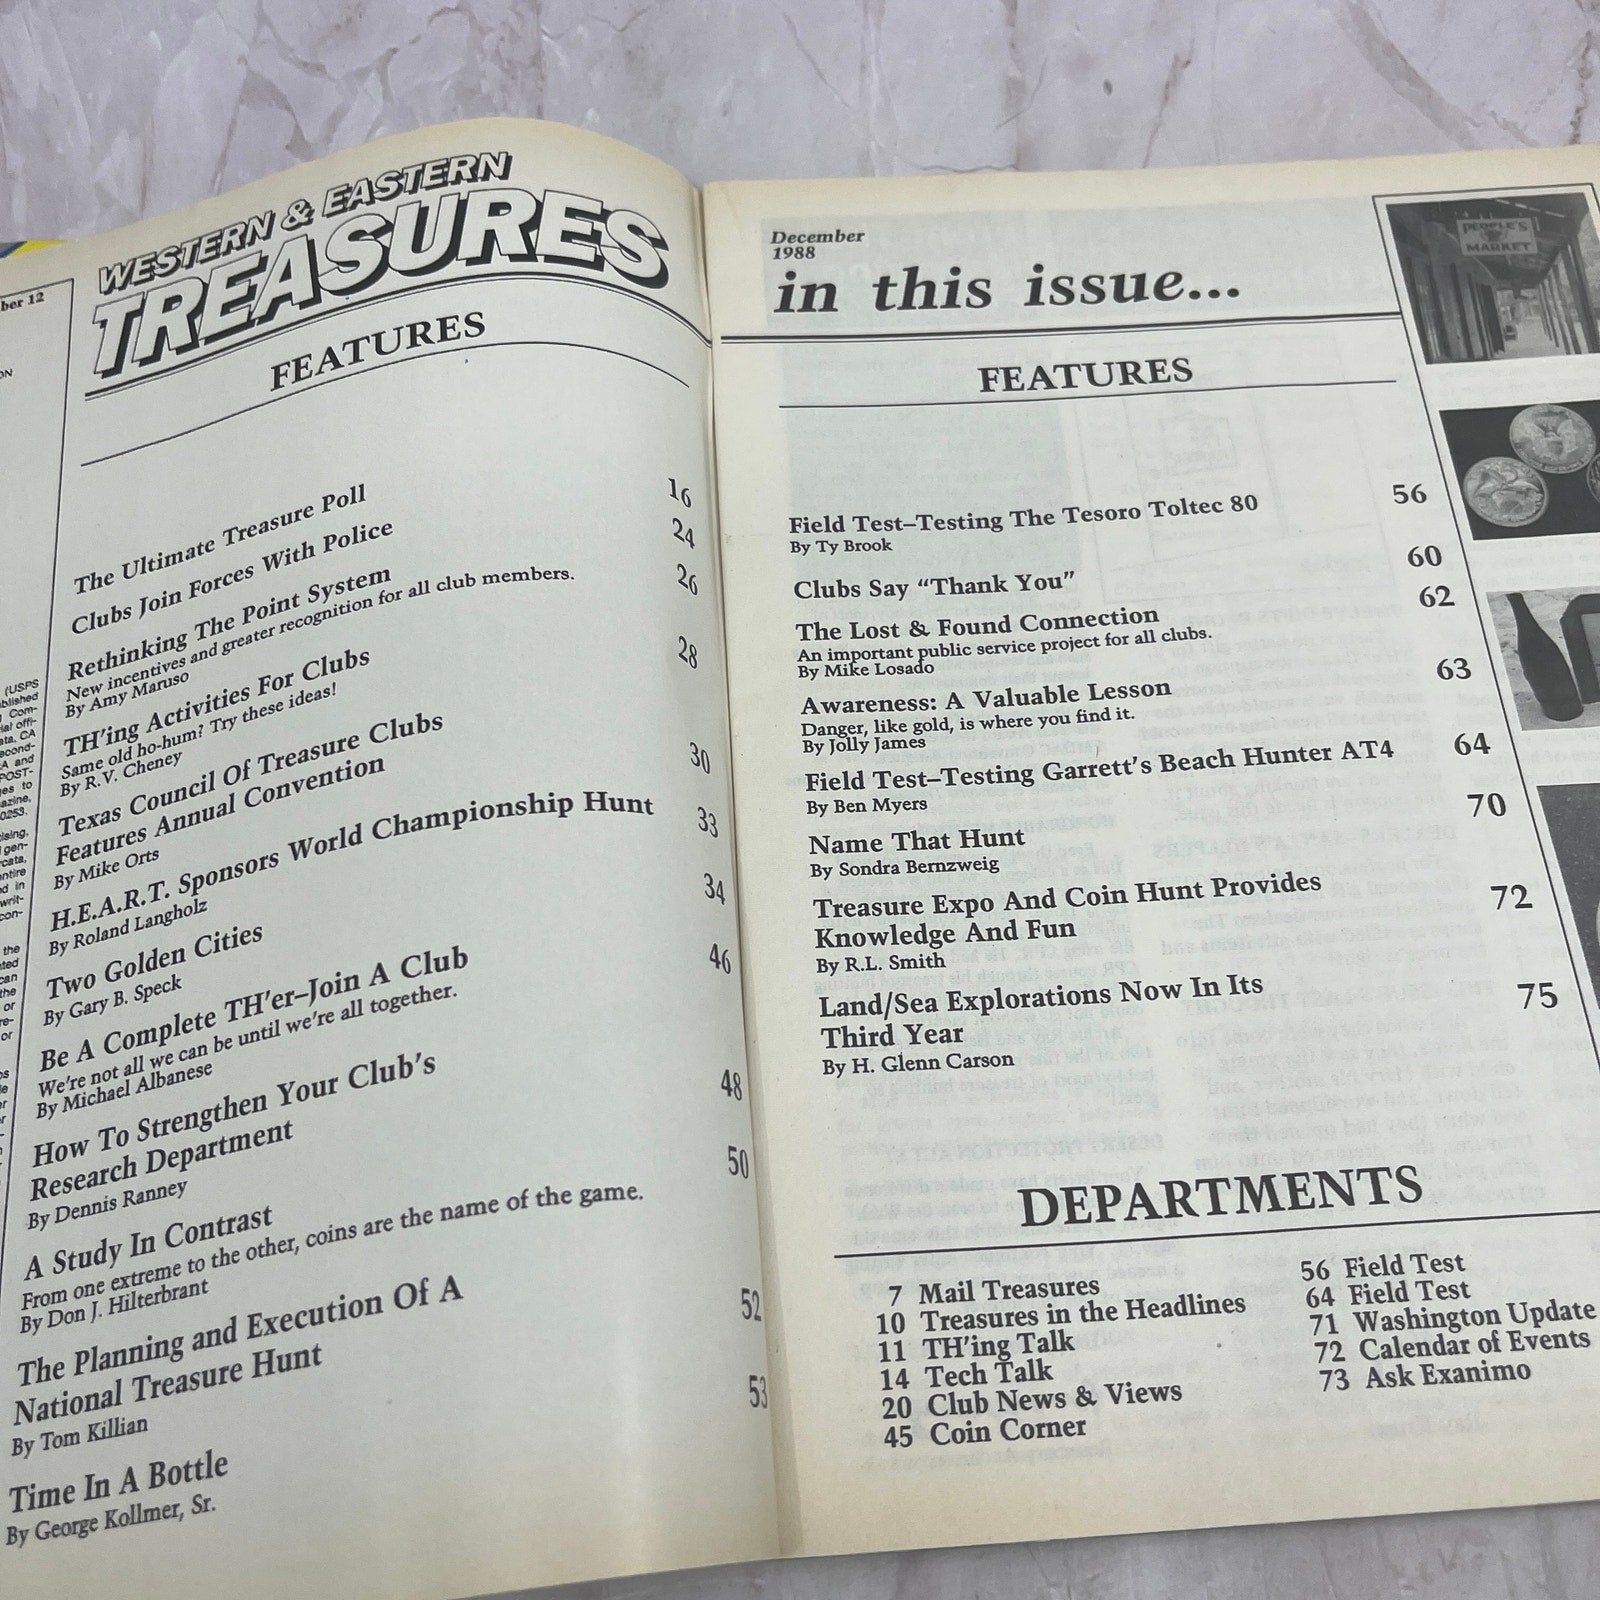 ber 12
(USPS
POST-
WESTERN & EASTERN
TREASURES
FEATURES
The Ultimate Treasure Poll 16
Clubs Join Forces With Police 24
Rethinking The Point System 26
New incentives and greater recognition for all club members.
By Amy Maruso
TH'ing Activities For Clubs 28
Same old ho-hum? Try these ideas!
By R.V. Cheney
Texas Council Of Treasure Clubs 30
Features Annual Convention
By Mike Orts
H.E.A.R.T. Sponsors World Championship Hunt 33
By Roland Langholz
Two Golden Cities 34
By Gary B. Speck
Be A Complete TH'er–Join A Club 46
We're not all we can be until we're all together.
By Michael Albanese
How To Strengthen Your Club's 48
Research Department
By Dennis Ranney
A Study In Contrast 50
From one extreme to the other, coins are the name of the game.
By Don J. Hilterbrant
The Planning and Execution Of A 52
National Treasure Hunt
By Tom Killian
Time In A Bottle 53
By George Kollmer, Sr.
December
1988
in this issue...
FEATURES
Field Test–Testing The Tesoro Toltec 80 56
By Ty Brook
Clubs Say "Thank You" 60
The Lost & Found Connection 62
An important public service project for all clubs.
By Mike Losado
Awareness: A Valuable Lesson 63
Danger, like gold, is where you find it.
By Jolly James
Field Test–Testing Garrett's Beach Hunter AT4 64
By Ben Myers
Name That Hunt 70
By Sondra Bernzweig
Treasure Expo And Coin Hunt Provides 72
Knowledge And Fun
By R.L. Smith
Land/Sea Explorations Now In Its 75
Third Year
By H. Glenn Carson
DEPARTMENTS
7 Mail Treasures
10 Treasures in the Headlines
11 TH'ing Talk
14 Tech Talk
20 Club News & Views
45 Coin Corner
56 Field Test
64 Field Test
71 Washington Update
72 Calendar of Events
73 Ask Exanimo
PEOPLE'S
MARKET